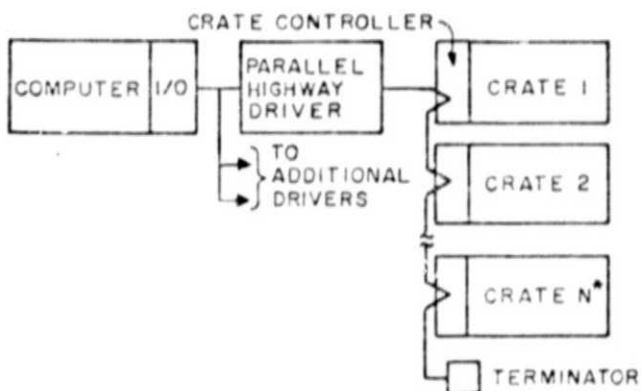 CRATE CONTROLLER
COMPUTER I/O
PARALLEL
HIGHWAY
DRIVER
CRATE 1
TO
ADDITIONAL
DRIVERS
CRATE 2
CRATE N*
TERMINATOR